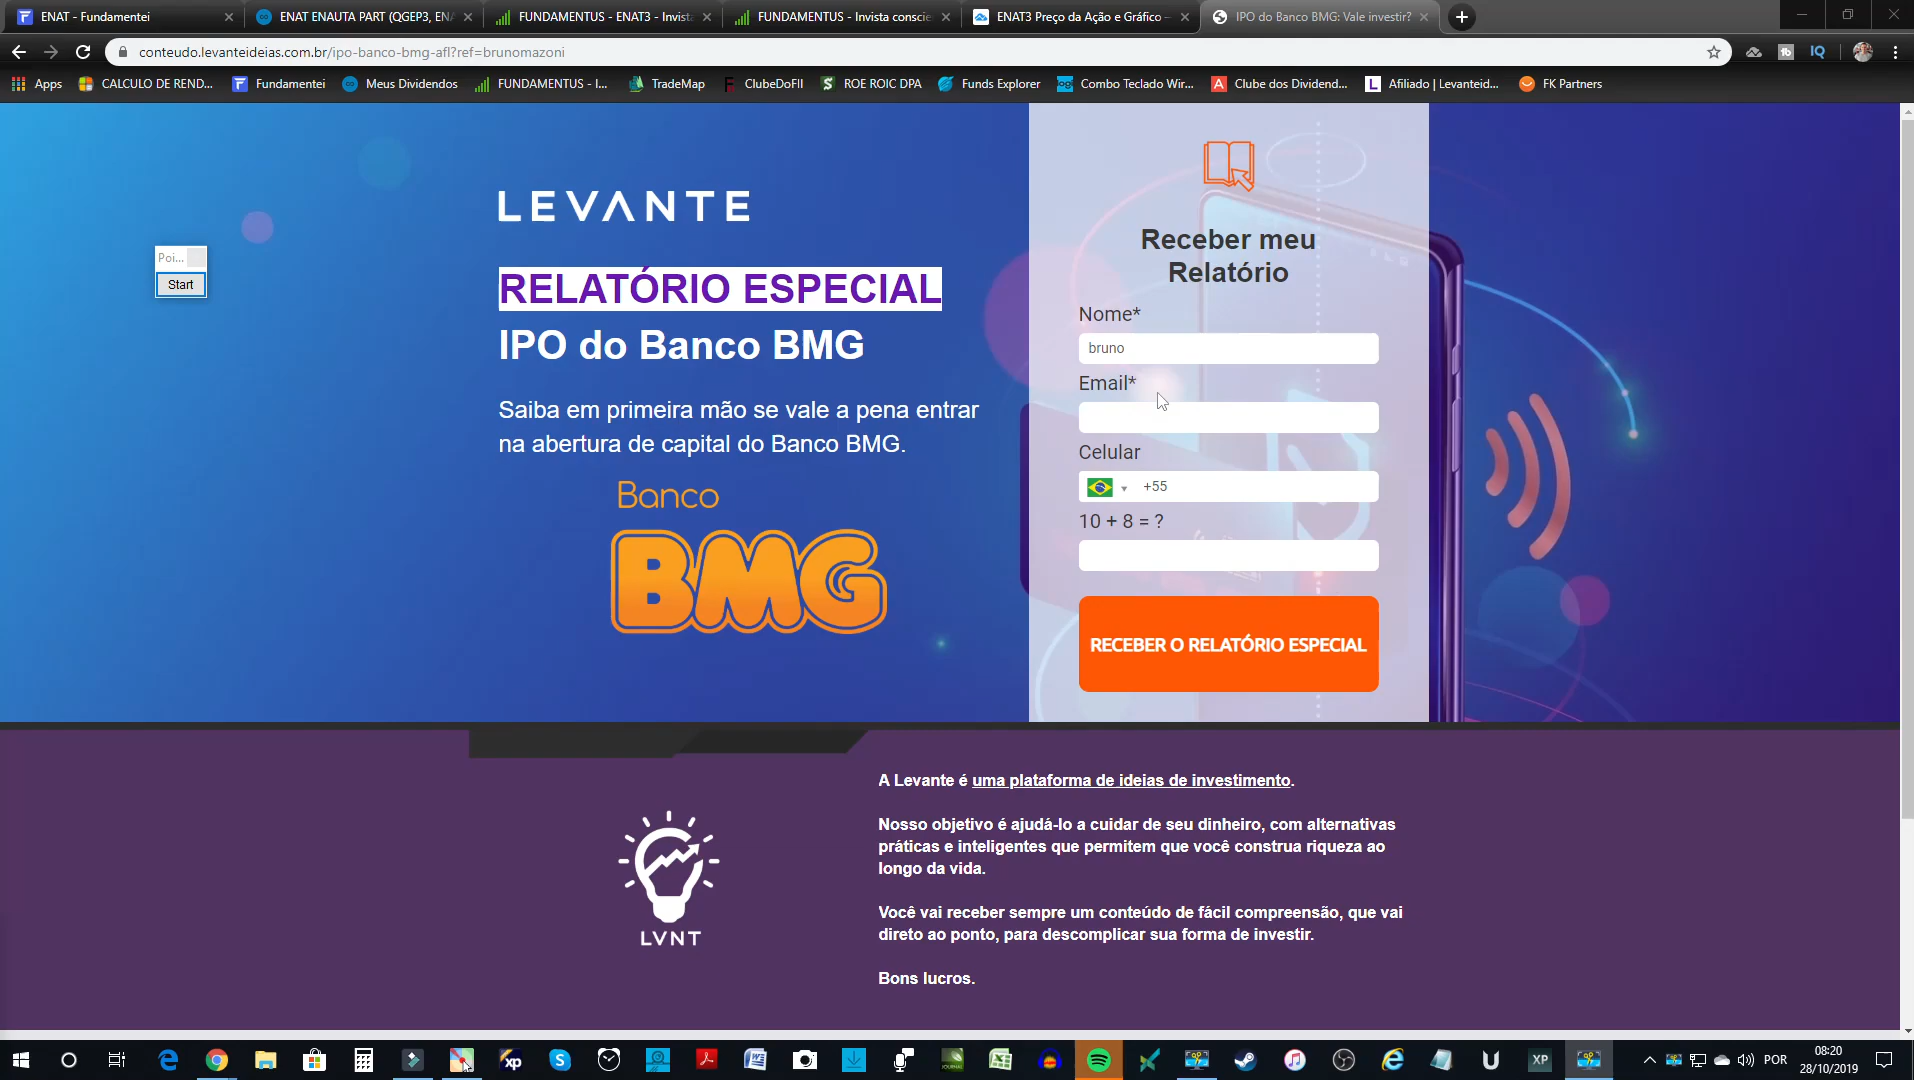 ENAT - Fundamentei
ENAT ENAUTA PART (QGEP3, ENA
FUNDAMENTUS - ENAT3 - Invista
FUNDAMENTUS - Invista conscie
ENAT3 Preço da Ação e Gráfico —
IPO do Banco BMG: Vale investir?
conteudo.levanteideias.com.br/ipo-banco-bmg-afl?ref=brunomazoni
Apps
CALCULO DE REND...
Fundamentei
Meus Dividendos
FUNDAMENTUS - I...
TradeMap
ClubeDoFII
ROE ROIC DPA
Funds Explorer
Combo Teclado Wir...
Clube dos Dividend...
Afiliado | Levanteid...
FK Partners
Poi...
Start
LEVANTE
RELATÓRIO ESPECIAL
IPO do Banco BMG
Saiba em primeira mão se vale a pena entrar
na abertura de capital do Banco BMG.
Banco
BMG
Receber meu
Relatório
Nome*
bruno
Email*
Celular
+55
10 + 8 = ?
RECEBER O RELATÓRIO ESPECIAL
LVNT
A Levante é uma plataforma de ideias de investimento.
Nosso objetivo é ajudá-lo a cuidar de seu dinheiro, com alternativas
práticas e inteligentes que permitem que você construa riqueza ao
longo da vida.
Você vai receber sempre um conteúdo de fácil compreensão, que vai
direto ao ponto, para descomplicar sua forma de investir.
Bons lucros.
POR
08:20
28/10/2019